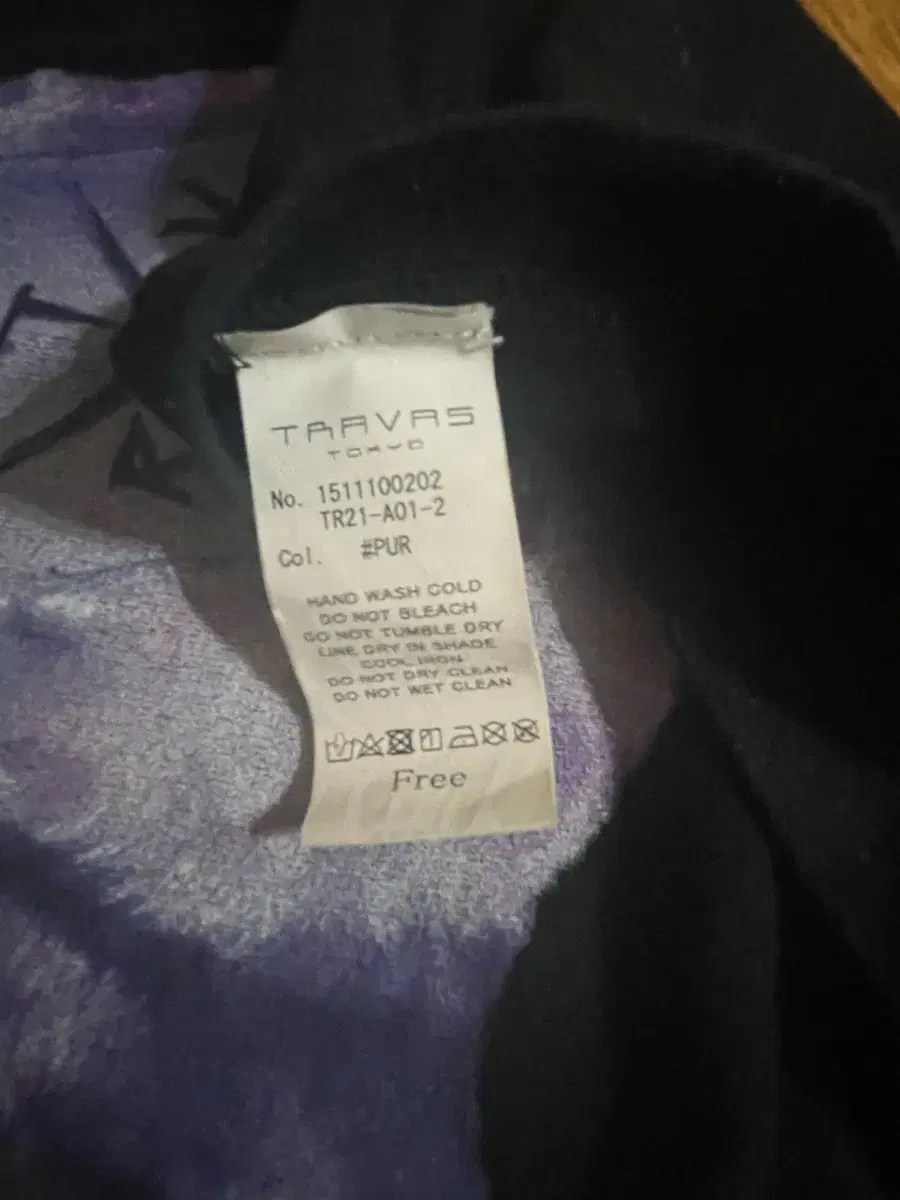 TRAVAS
TOKYO
No. 1511100202
TR21-A01-2
Col. #PUR
HAND WASH COLD
DO NOT BLEACH
DO NOT TUMBLE DRY
LINE DRY IN SHADE
COOL IRON
DO NOT DRY CLEAN
DO NOT WET CLEAN
Free